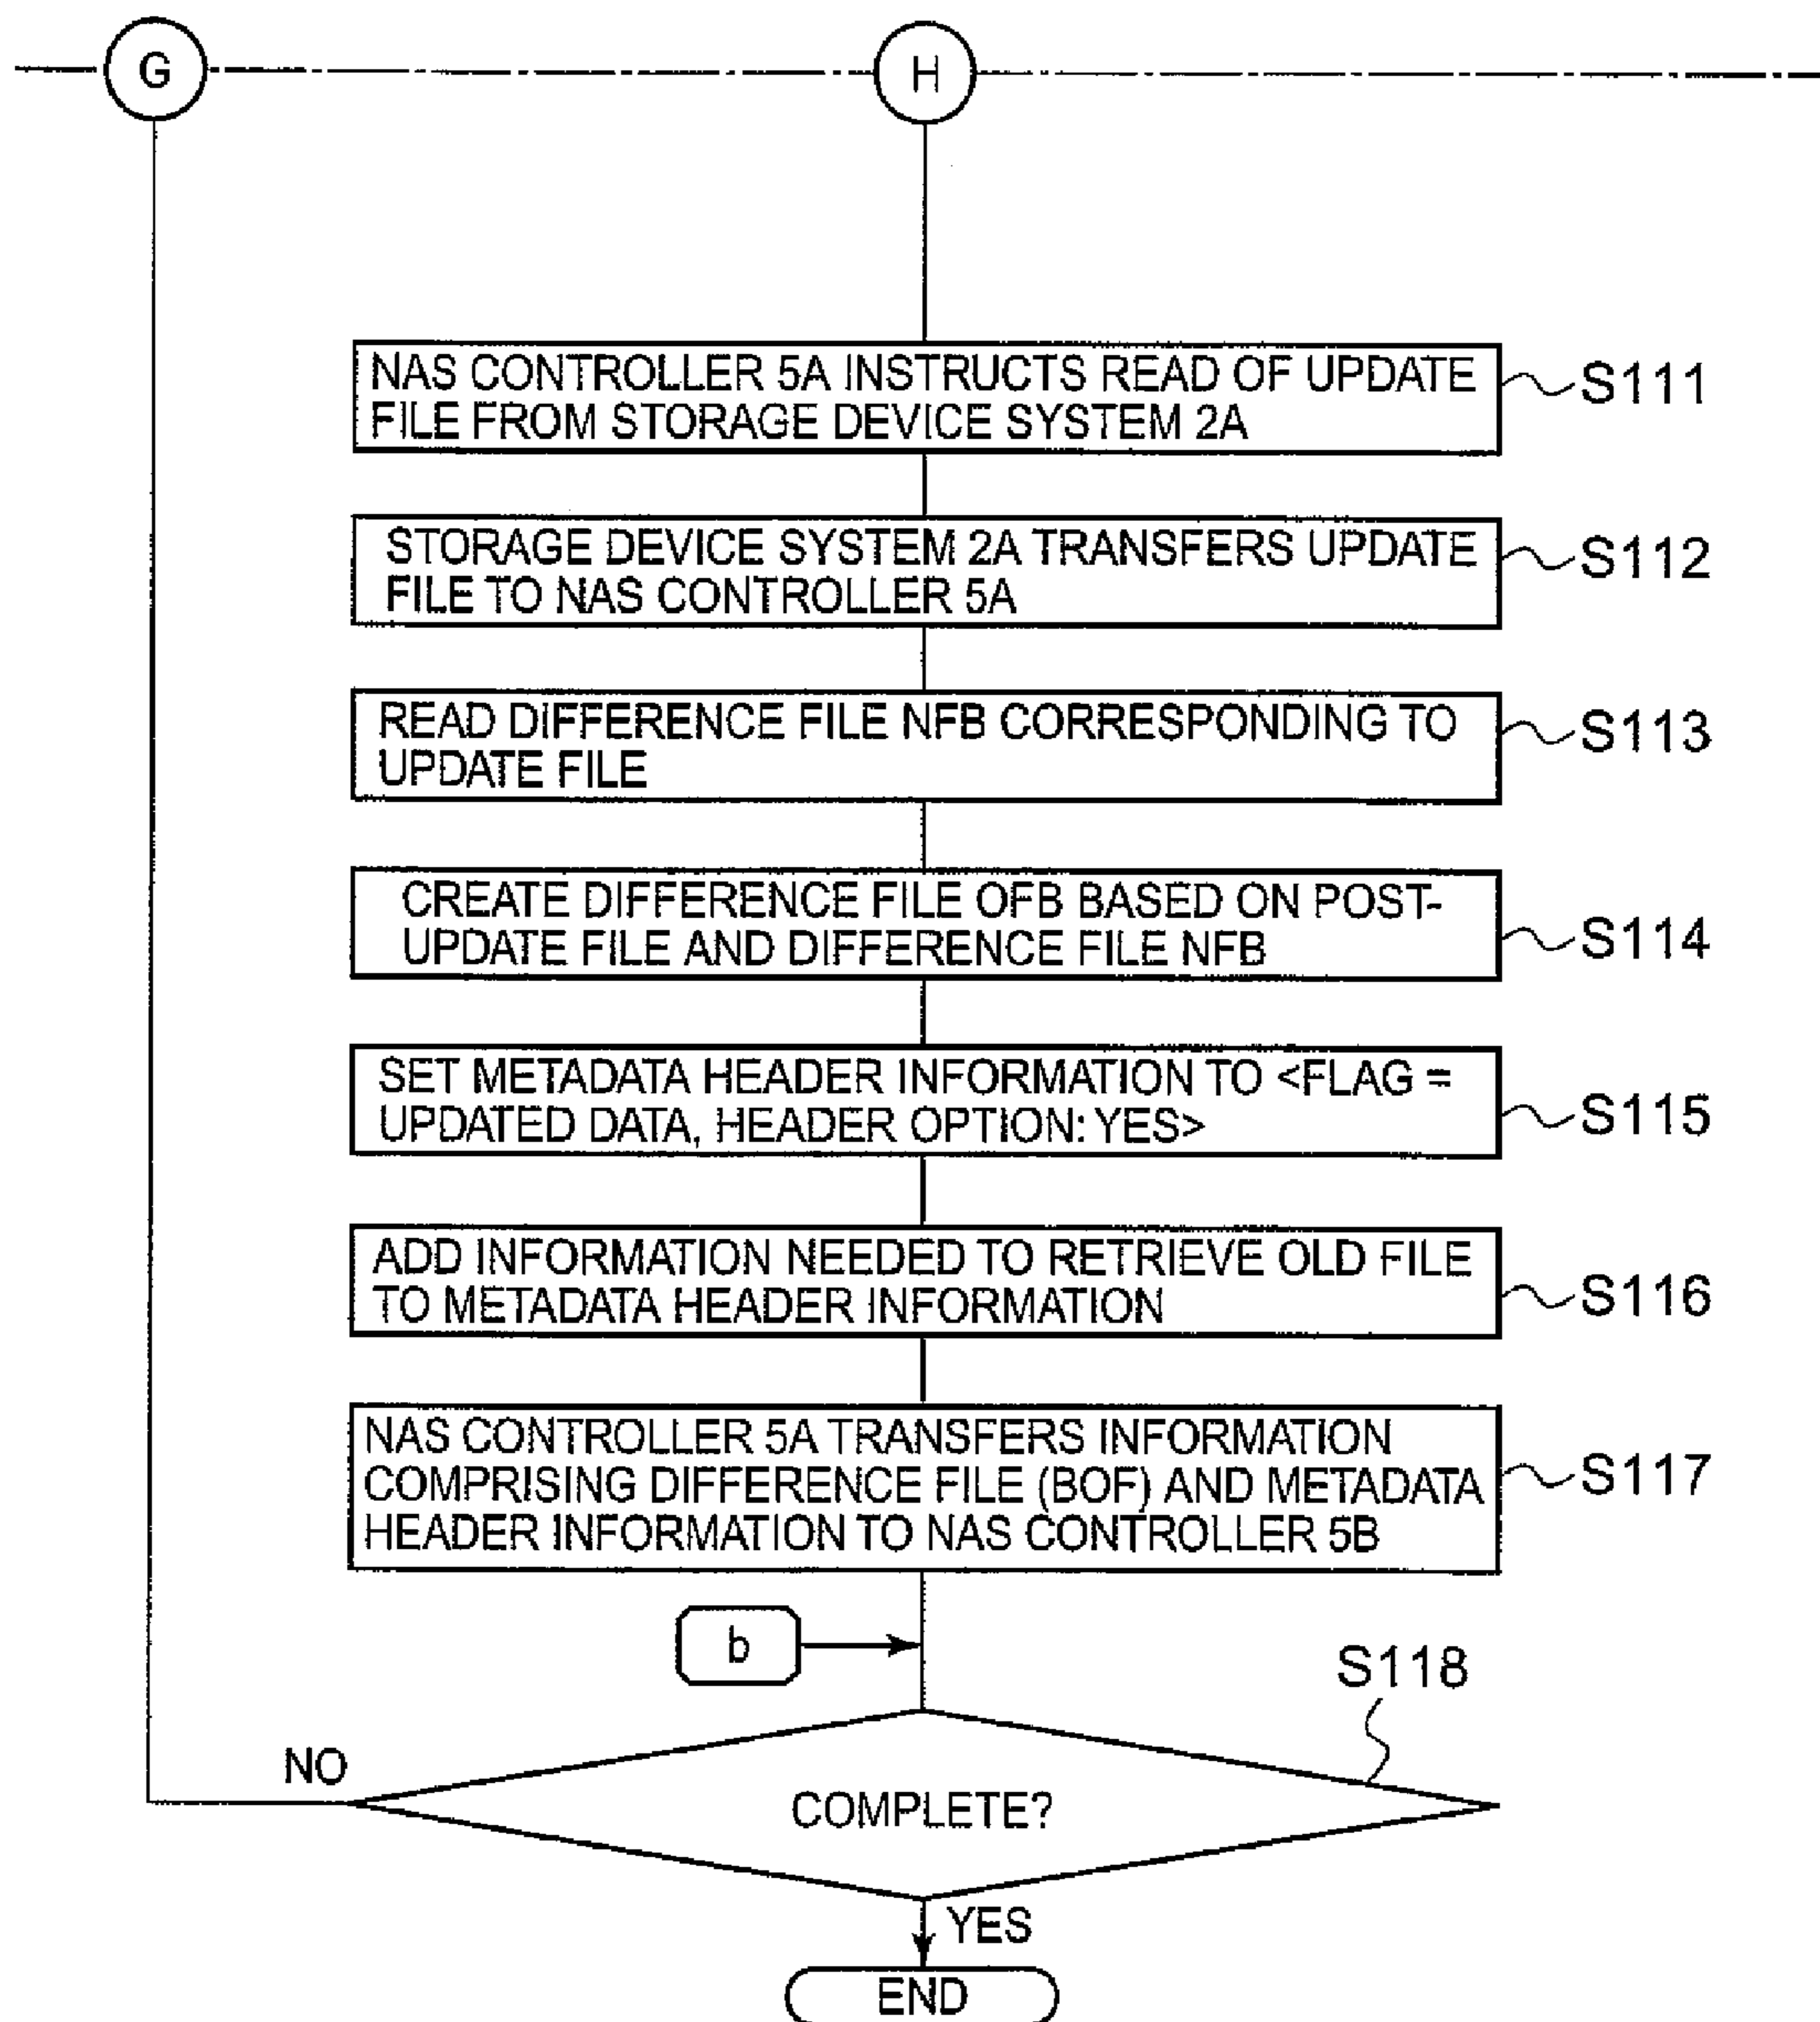 G
H
NAS CONTROLLER 5A INSTRUCTS READ OF UPDATE
FILE FROM STORAGE DEVICE SYSTEM 2A
S111
STORAGE DEVICE SYSTEM 2A TRANSFERS UPDATE
FILE TO NAS CONTROLLER 5A
S112
READ DIFFERENCE FILE NFB CORRESPONDING TO
UPDATE FILE
S113
CREATE DIFFERENCE FILE OFB BASED ON POST-
UPDATE FILE AND DIFFERENCE FILE NFB
S114
SET METADATA HEADER INFORMATION TO <FLAG =
UPDATED DATA, HEADER OPTION: YES>
S115
ADD INFORMATION NEEDED TO RETRIEVE OLD FILE
TO METADATA HEADER INFORMATION
S116
NAS CONTROLLER 5A TRANSFERS INFORMATION
COMPRISING DIFFERENCE FILE (BOF) AND METADATA
HEADER INFORMATION TO NAS CONTROLLER 5B
S117
b
S118
NO
COMPLETE?
YES
END